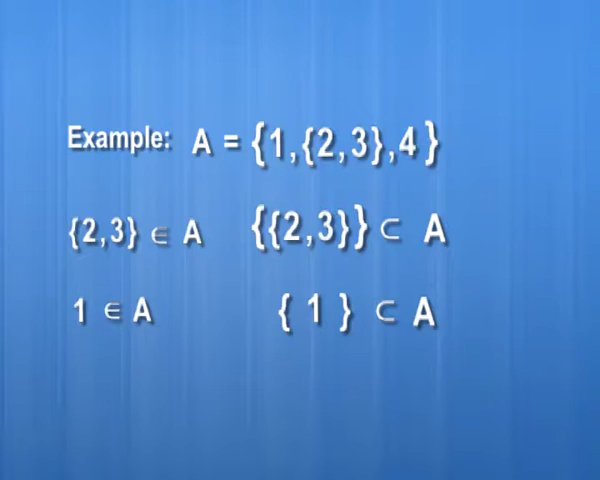 Example: A = {1,{2,3},4}
{2,3} ∈ A {{2,3}} ⊂ A
1 ∈ A { 1 } ⊂ A